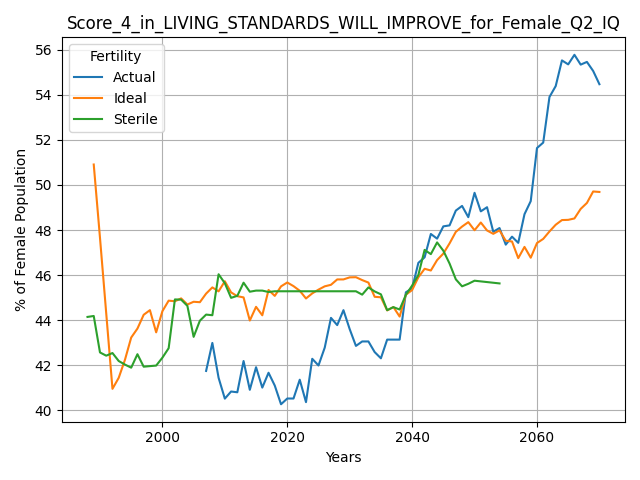 Score_4_in_LIVING_STANDARDS_WILL_IMPROVE_for_Female_Q2_IQ
Fertility
Actual
Ideal
Sterile
% of Female Population
56
54
52
50
48
46
44
42
40
2000
2020
2040
2060
Years